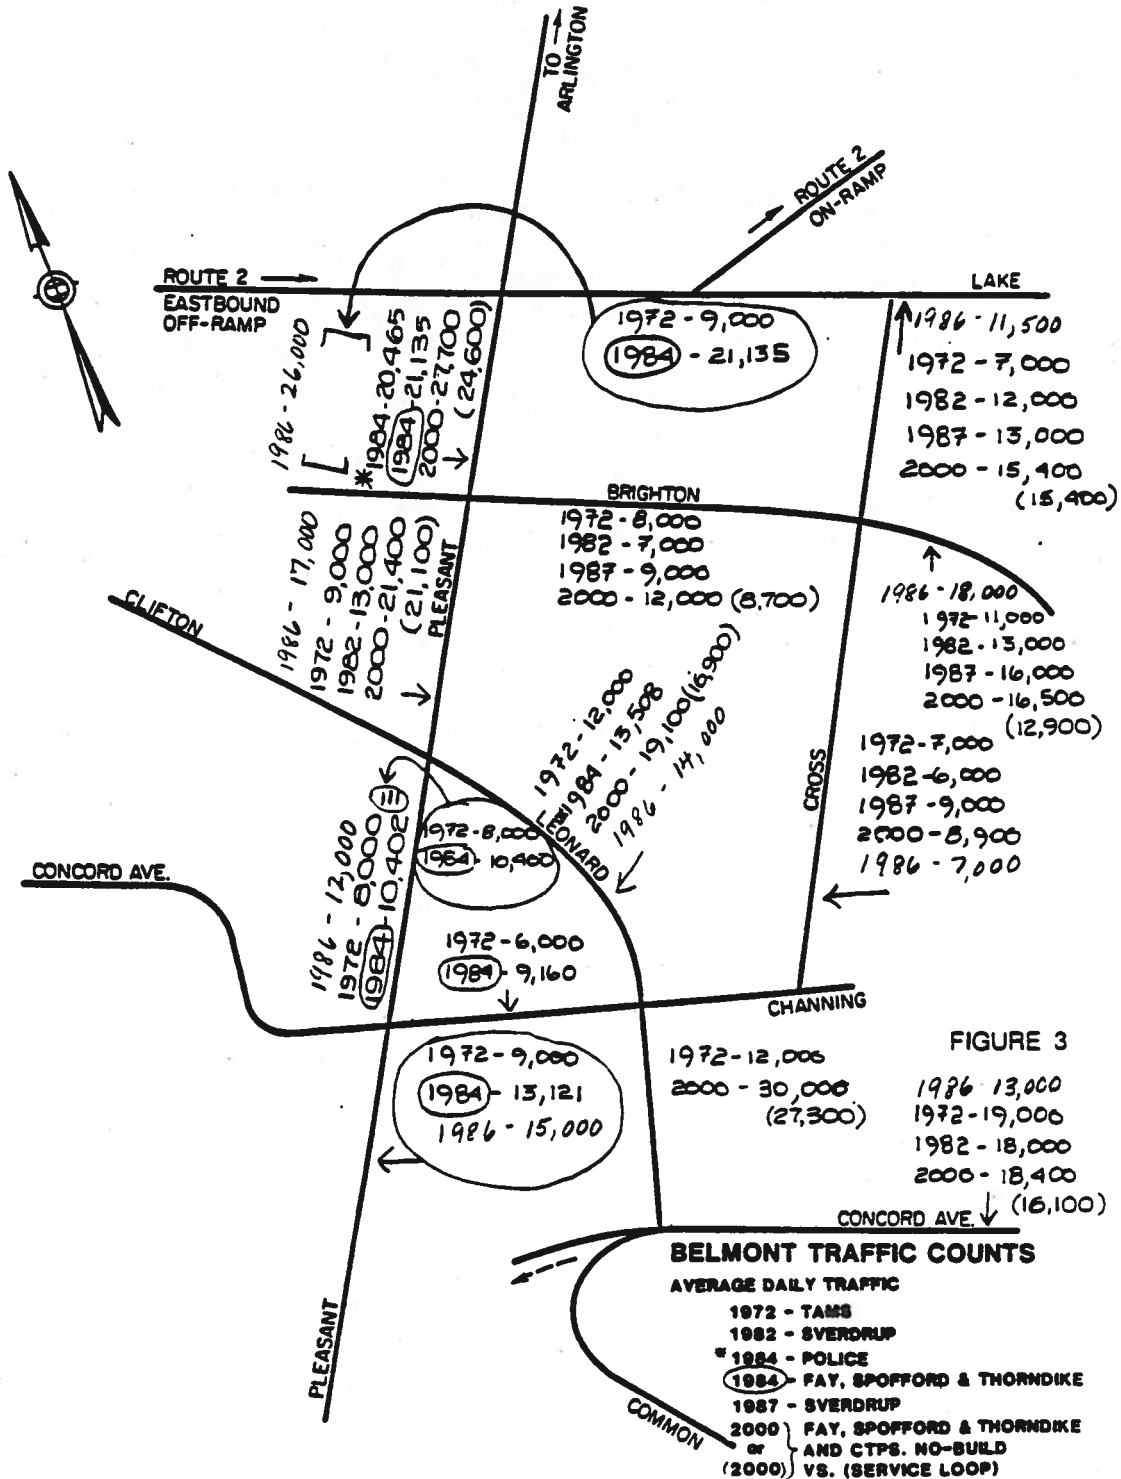 TO →
ARLINGTON
ROUTE 2
ON-RAMP
ROUTE 2 →
EASTBOUND
OFF-RAMP
LAKE
1972 - 9,000
1984 - 21,135
1986 - 26,000
*1984 - 20,465
1984 - 21,135
2000 - 27,700
(24,600)
1986 - 11,500
1972 - 7,000
1982 - 12,000
1987 - 13,000
2000 - 15,400
(15,400)
BRIGHTON
1972 - 8,000
1982 - 7,000
1987 - 9,000
2000 - 12,000 (8,700)
1986 - 17,000
1972 - 9,000
1982 - 13,000
2000 - 21,400
(21,100)
PLEASANT
CLIFTON
1986 - 18,000
1972 - 11,000
1982 - 13,000
1987 - 16,000
2000 - 16,500
(12,900)
1972 - 12,000
*1984 - 13,508
2000 - 19,100 (16,900)
1986 - 14,000
LEONARD
CROSS
1972 - 7,000
1982 - 6,000
1987 - 9,000
2000 - 8,900
1986 - 7,000
1972 - 8,000
1984 - 10,400
1986 - 12,000
1972 - 8,000
1984 - 10,402
CONCORD AVE.
1972 - 6,000
1984 - 9,160
CHANNING
1972 - 9,000
1984 - 13,121
1986 - 15,000
1972 - 12,000
2000 - 30,000
(27,300)
FIGURE 3
1986 13,000
1972 - 19,000
1982 - 18,000
2000 - 18,400
(16,100)
CONCORD AVE.
BELMONT TRAFFIC COUNTS
AVERAGE DAILY TRAFFIC
1972 - TAMS
1982 - SVERDRUP
*1984 - POLICE
1984 - FAY, SPOFFORD & THORNDIKE
1987 - SVERDRUP
2000 } FAY, SPOFFORD & THORNDIKE
or } AND CTPS. NO-BUILD
(2000) } VS. (SERVICE LOOP)
PLEASANT
COMMON